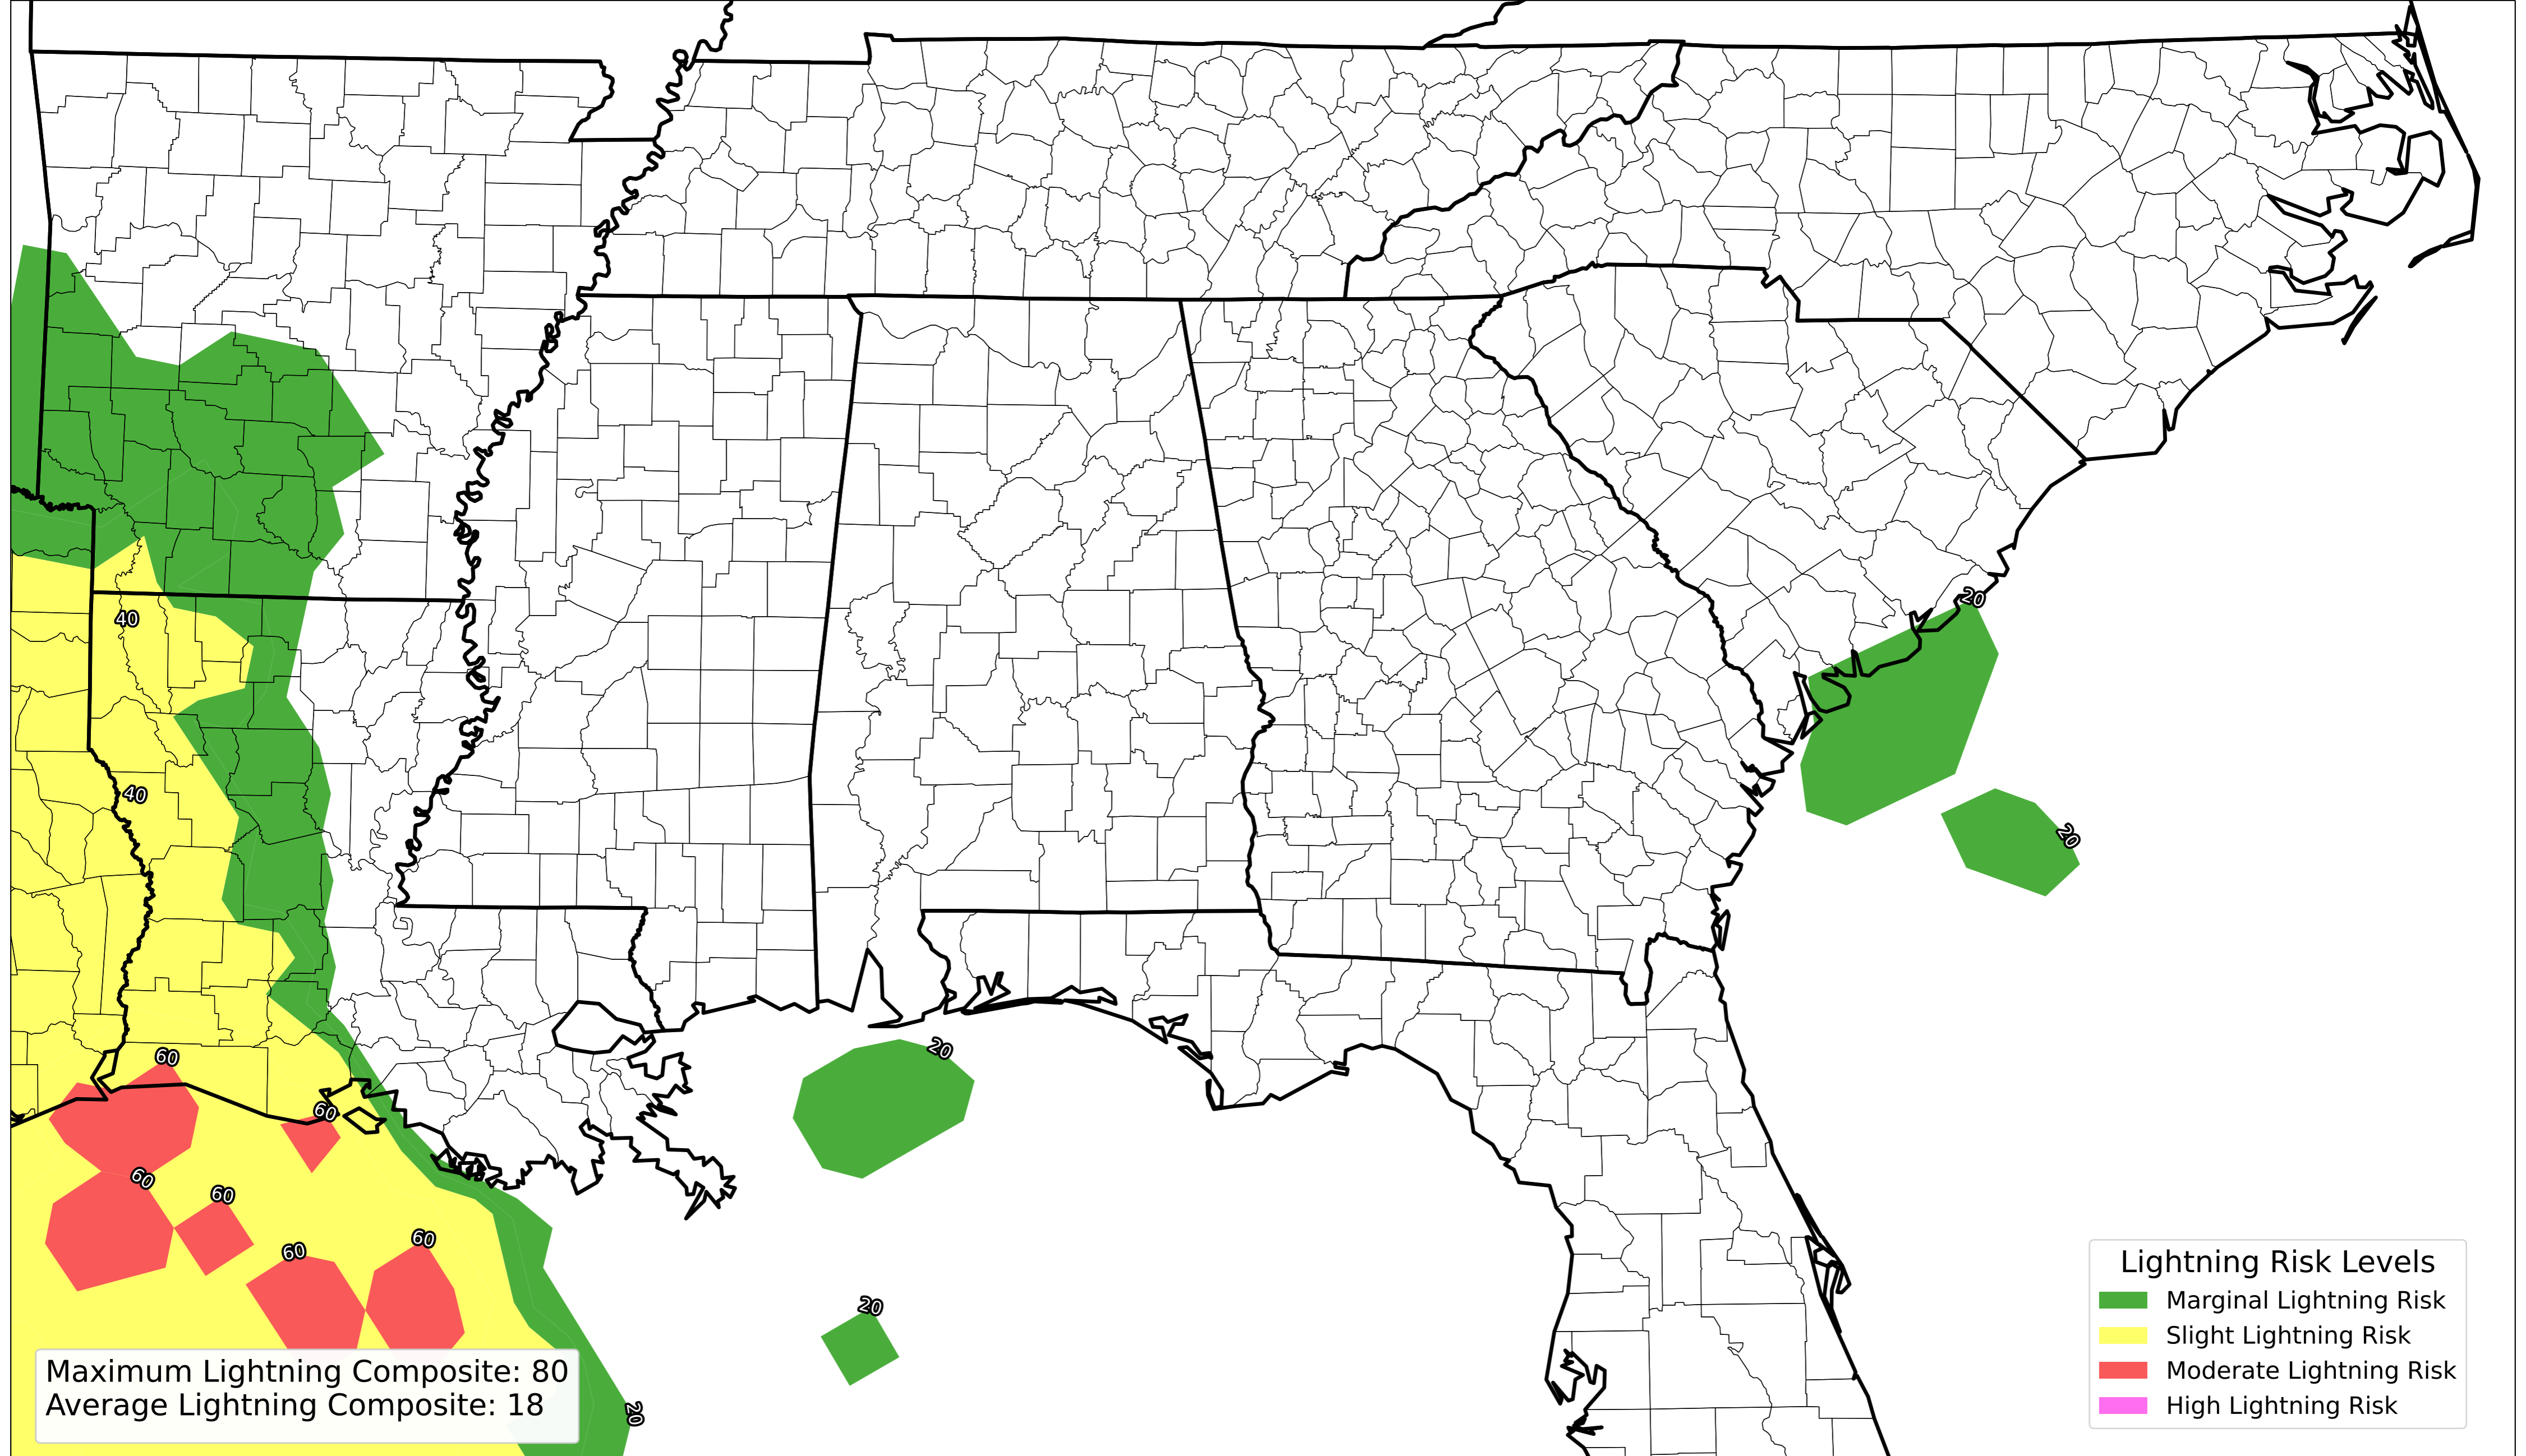 20
40
40
20
20
60
60
60
60
60
60
20
20
20
Lightning Risk Levels
Marginal Lightning Risk
Slight Lightning Risk
Moderate Lightning Risk
High Lightning Risk
Maximum Lightning Composite: 80
Average Lightning Composite: 18